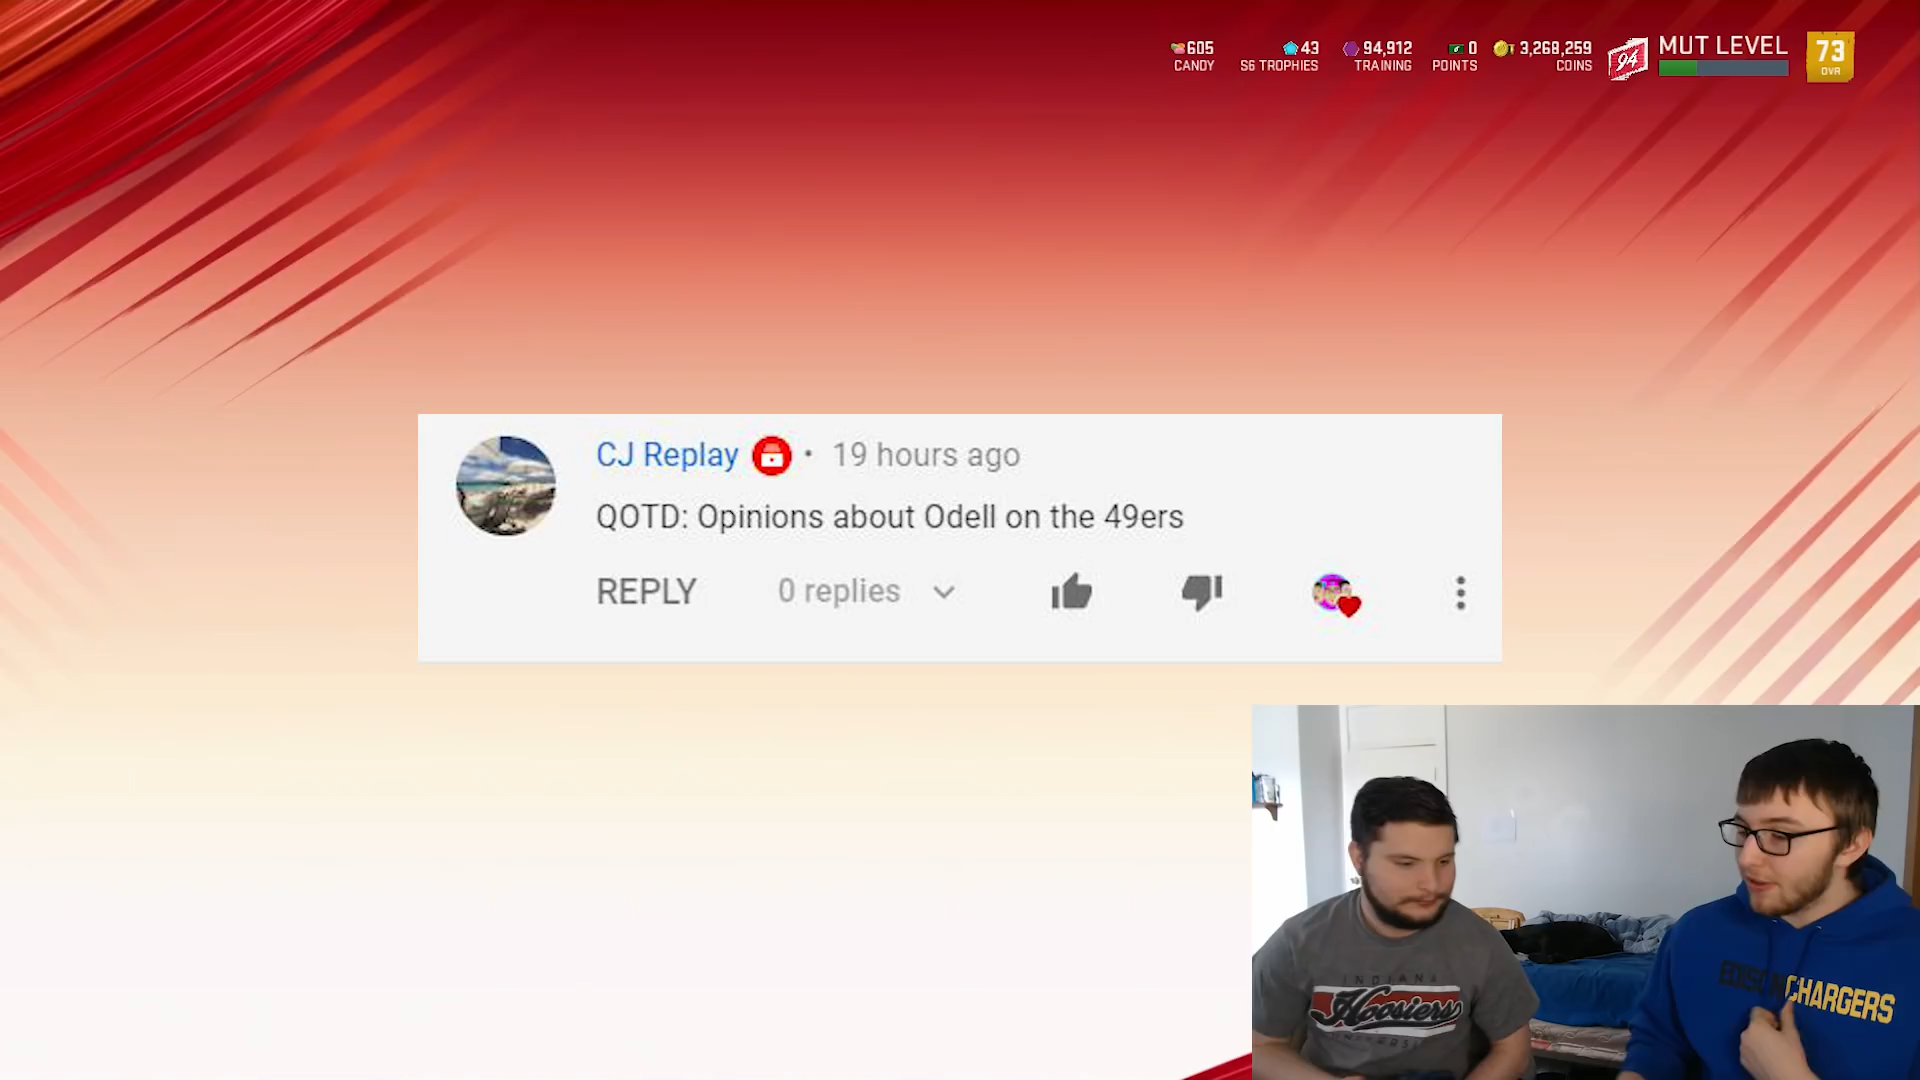 605 CANDY
43 S6 TROPHIES
94,912 TRAINING
0 POINTS
3,268,259 COINS
94
MUT LEVEL
73 OVR
CJ Replay • 19 hours ago
QOTD: Opinions about Odell on the 49ers
REPLY 0 replies
INDIANA
Hoosiers
EDISON CHARGERS